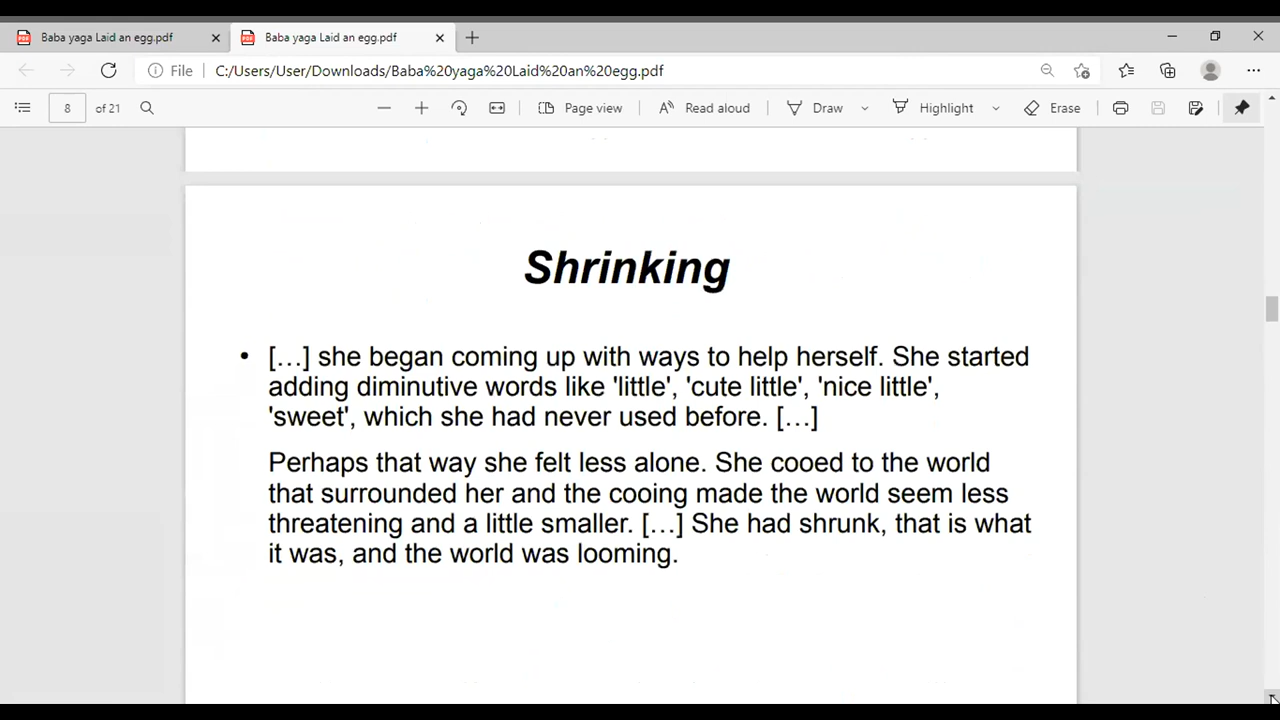 Baba yaga Laid an egg.pdf
Baba yaga Laid an egg.pdf
File C:/Users/User/Downloads/Baba%20yaga%20Laid%20an%20egg.pdf
8 of 21 Page view Read aloud Draw Highlight Erase
Shrinking
• […] she began coming up with ways to help herself. She started
adding diminutive words like 'little', 'cute little', 'nice little',
'sweet', which she had never used before. […]
Perhaps that way she felt less alone. She cooed to the world
that surrounded her and the cooing made the world seem less
threatening and a little smaller. […] She had shrunk, that is what
it was, and the world was looming.